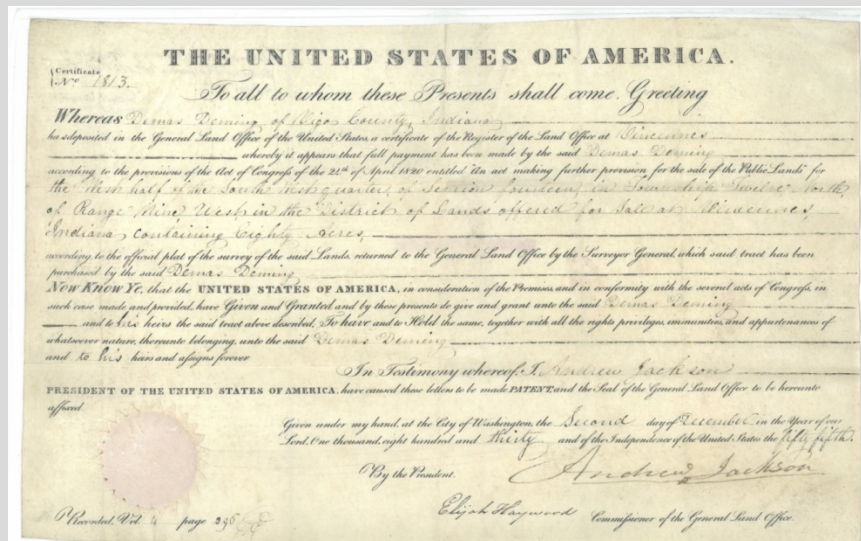 THE UNITED STATES OF AMERICA.
Certificate
No. 1813.
To all to whom these Presents shall come, Greeting
Whereas Demas Deming of Vigo County, Indiana
has deposited in the General Land Office of the United States, a certificate of the Register of the Land Office at Vincennes
whereby it appears that full payment has been made by the said Demas Deming
according to the provisions of the Act of Congress of the 24th of April 1820 entitled "An act making further provision for the sale of the Public Lands" for
the West half of the South West quarter, of Section fourteen, in Township Twelve North,
of Range Nine, West, in the District of Lands offered for Sale at Vincennes,
Indiana, containing Eighty Acres,
according to the official plat of the survey of the said Lands, returned to the General Land Office by the Surveyor General, which said tract has been
purchased by the said Demas Deming
Now Know Ye, that the UNITED STATES OF AMERICA, in consideration of the Premises, and in conformity with the several acts of Congress, in
such case made and provided, have Given and Granted and by these presents do give and grant unto the said Demas Deming
and to his heirs the said tract above described; To have and to Hold the same, together with all the rights privileges, immunities, and appurtenances of
whatsoever nature, thereunto belonging, unto the said Demas Deming
and to his heirs and assigns forever
In Testimony whereof, I, Andrew Jackson
PRESIDENT OF THE UNITED STATES OF AMERICA, have caused these letters to be made PATENT, and the Seal of the General Land Office to be hereunto
affixed
Given under my hand, at the City of Washington, the Second day of December in the Year of our
Lord, One thousand, eight hundred and thirty and of the Independence of the United States the fifty fifth.
By the President.
Andrew Jackson
Elijah Haywood Commissioner of the General Land Office.
Recorded, Vol 4 page 296